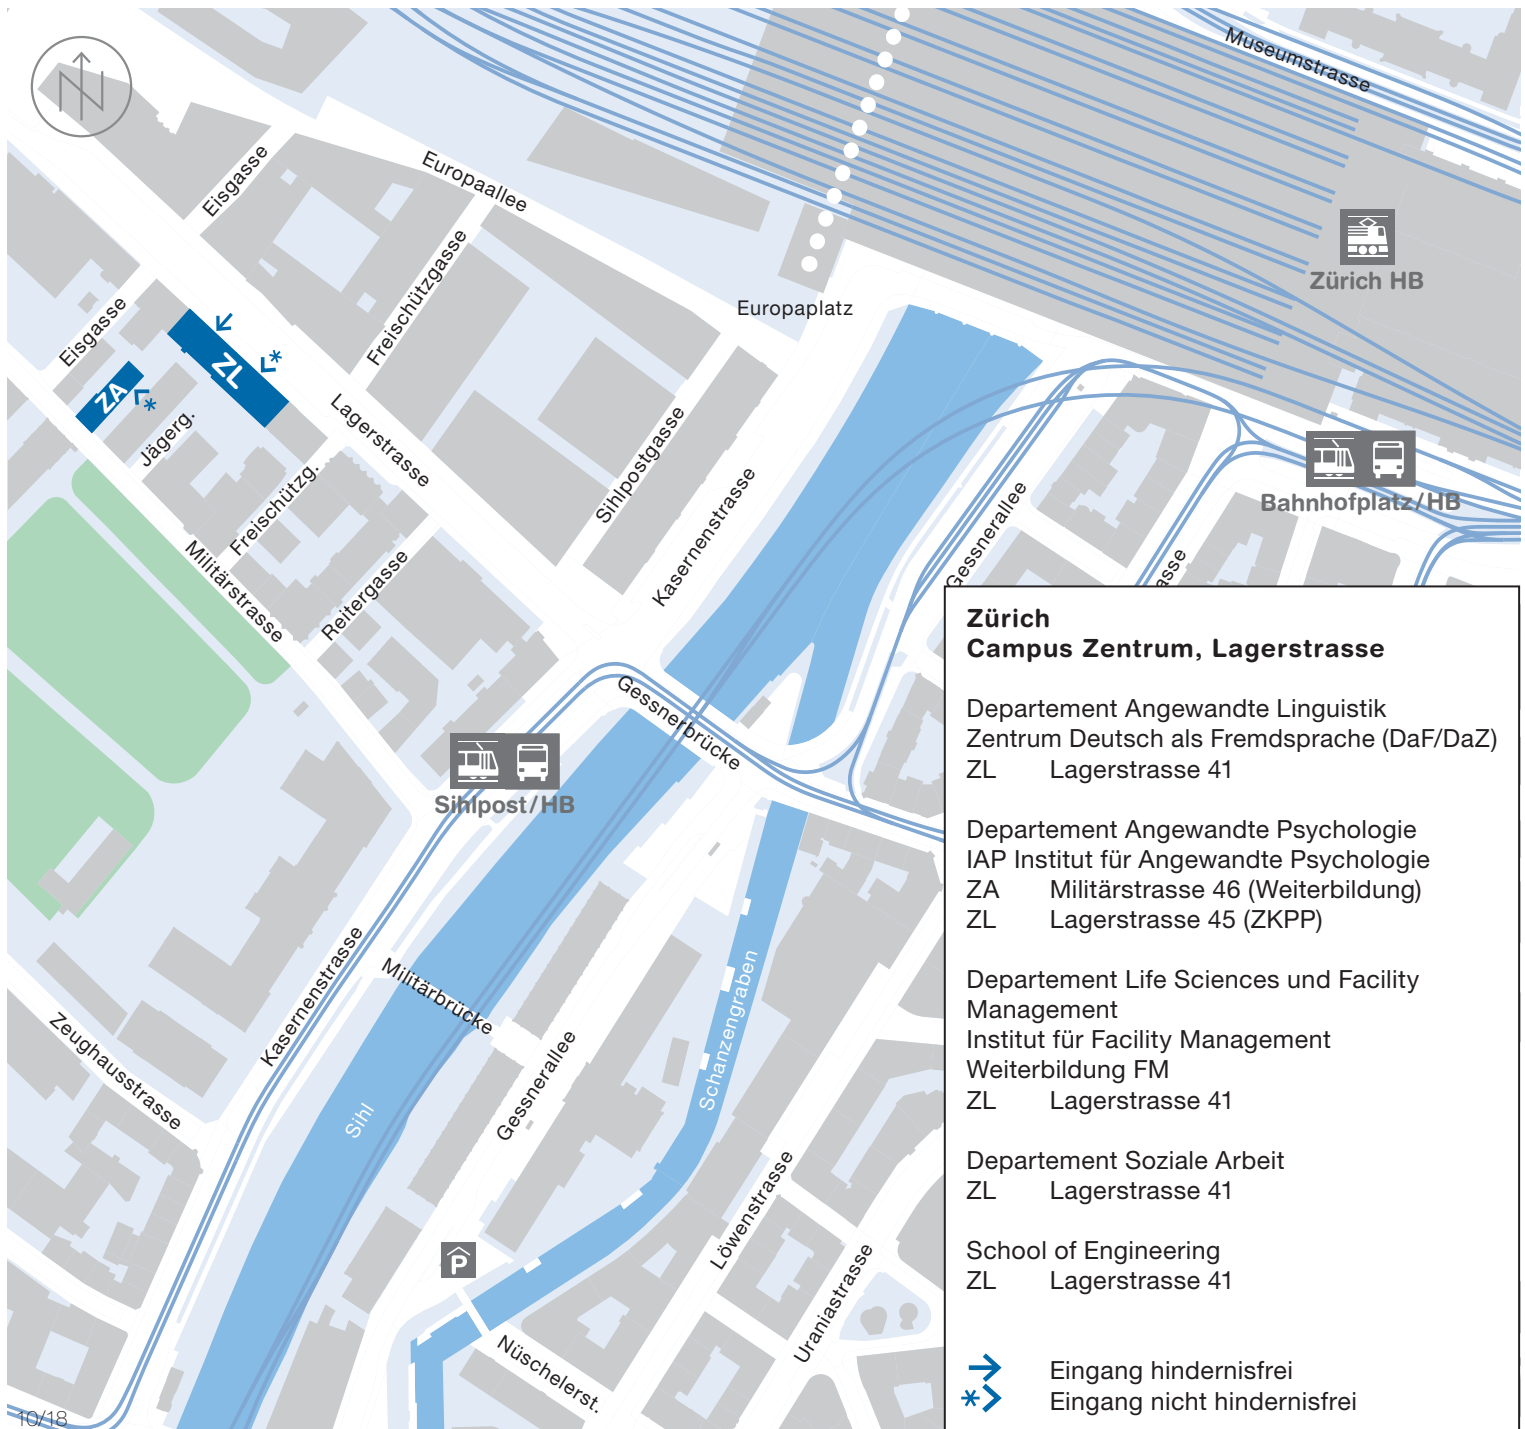 Museumstrasse
Eisgasse
Europaallee
Freischützgasse
Zürich HB
Europaplatz
Eisgasse
ZL
*
ZA
*
Jägerg.
Lagerstrasse
Sihlpostgasse
Kasernenstrasse
Freischützg.
Militärstrasse
Reitergasse
Gessnerallee
Bahnhofplatz/HB
asse
Gessnerbrücke
Sihlpost/HB
Kasernenstrasse
Militärbrücke
Zeughausstrasse
Sihl
Gessnerallee
Schanzengraben
Löwenstrasse
Uraniastrasse
P
Nüschelerst.
10/18
Zürich
Campus Zentrum, Lagerstrasse
Departement Angewandte Linguistik
Zentrum Deutsch als Fremdsprache (DaF/DaZ)
ZL Lagerstrasse 41
Departement Angewandte Psychologie
IAP Institut für Angewandte Psychologie
ZA Militärstrasse 46 (Weiterbildung)
ZL Lagerstrasse 45 (ZKPP)
Departement Life Sciences und Facility
Management
Institut für Facility Management
Weiterbildung FM
ZL Lagerstrasse 41
Departement Soziale Arbeit
ZL Lagerstrasse 41
School of Engineering
ZL Lagerstrasse 41
Eingang hindernisfrei
* Eingang nicht hindernisfrei